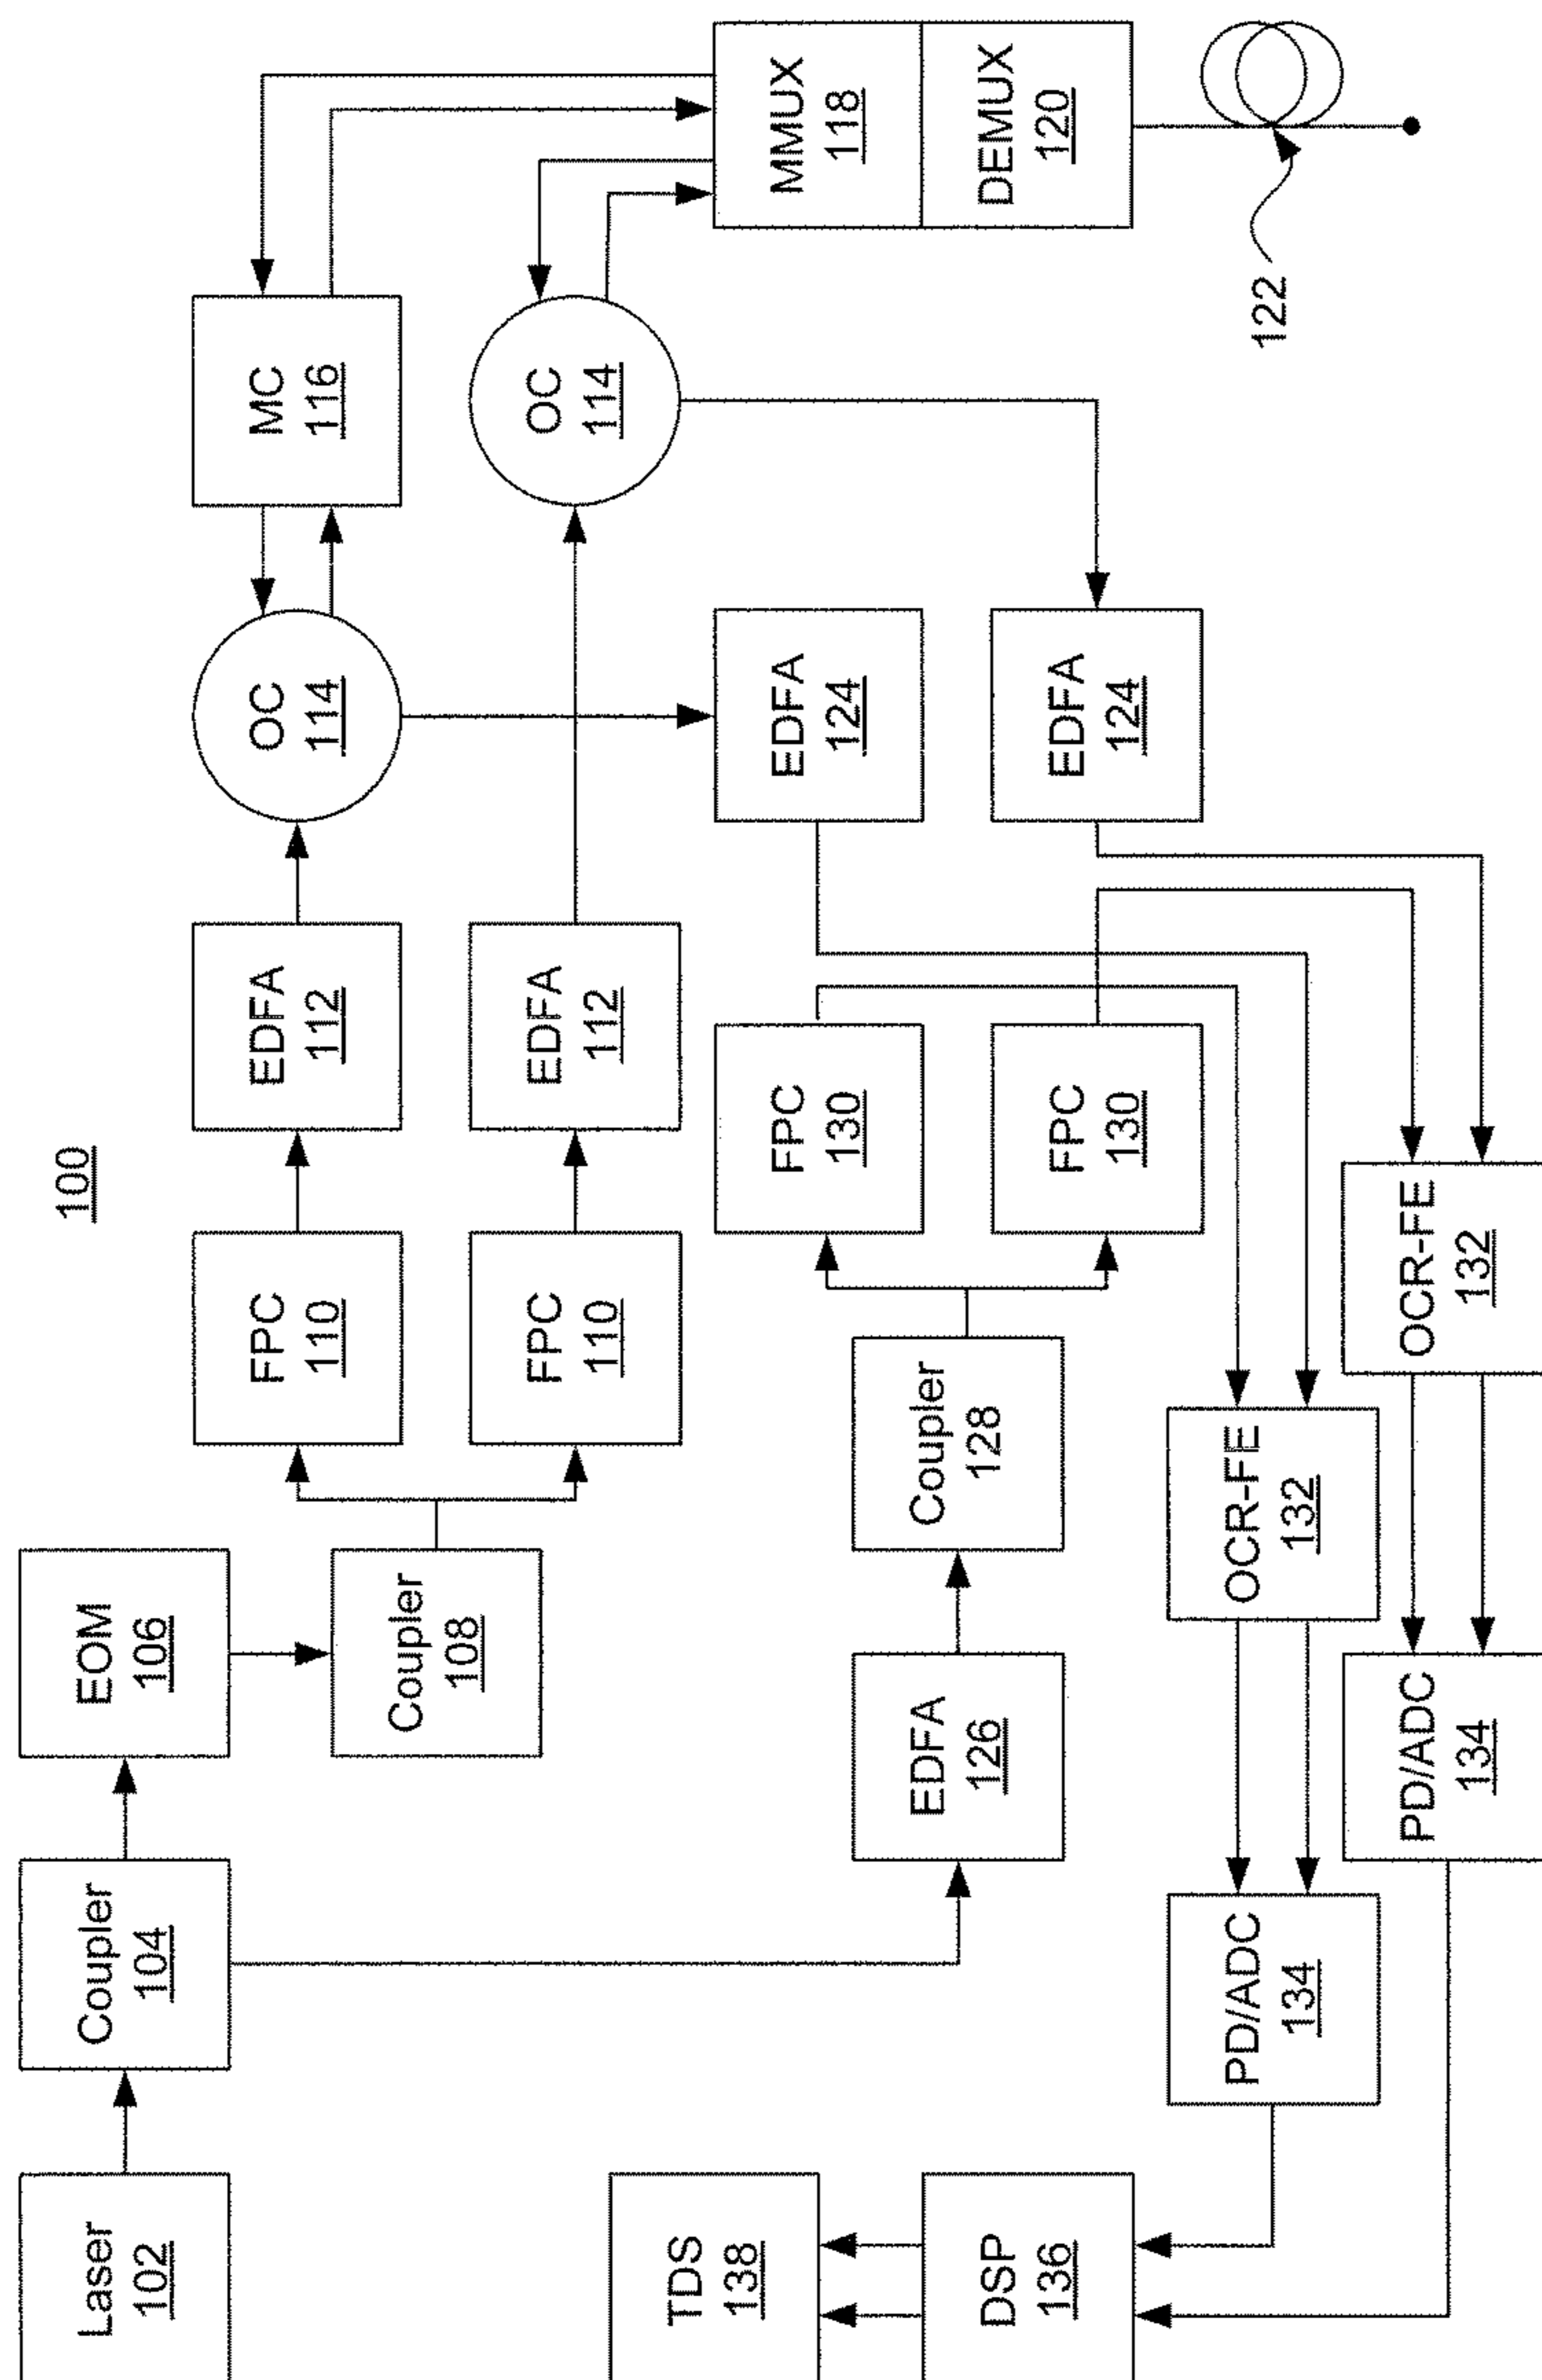 100
Laser
102
Coupler
104
EOM
106
Coupler
108
FPC
110
EDFA
112
OC
114
MC
116
FPC
110
EDFA
112
OC
114
MMUX
118
DEMUX
120
122
EDFA
124
EDFA
124
EDFA
126
Coupler
128
FPC
130
FPC
130
OCR-FE
132
OCR-FE
132
PD/ADC
134
PD/ADC
134
DSP
136
TDS
138